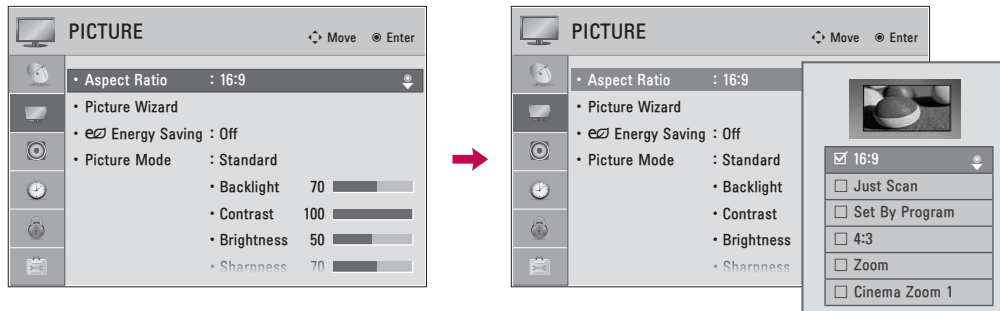 PICTURE
Move Enter
• Aspect Ratio : 16:9
• Picture Wizard
• Energy Saving : Off
• Picture Mode : Standard
• Backlight 70
• Contrast 100
• Brightness 50
• Sharpness 70
PICTURE
Move Enter
• Aspect Ratio : 16:9
• Picture Wizard
• Energy Saving : Off
• Picture Mode : Standard
• Backlight
• Contrast
• Brightness
• Sharpness
☑ 16:9
☐ Just Scan
☐ Set By Program
☐ 4:3
☐ Zoom
☐ Cinema Zoom 1